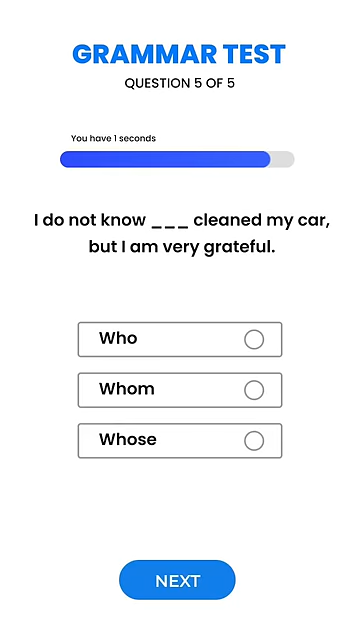 GRAMMAR TEST
QUESTION 5 OF 5
You have 1 seconds
I do not know _ _ _ cleaned my car,
but I am very grateful.
Who
Whom
Whose
NEXT